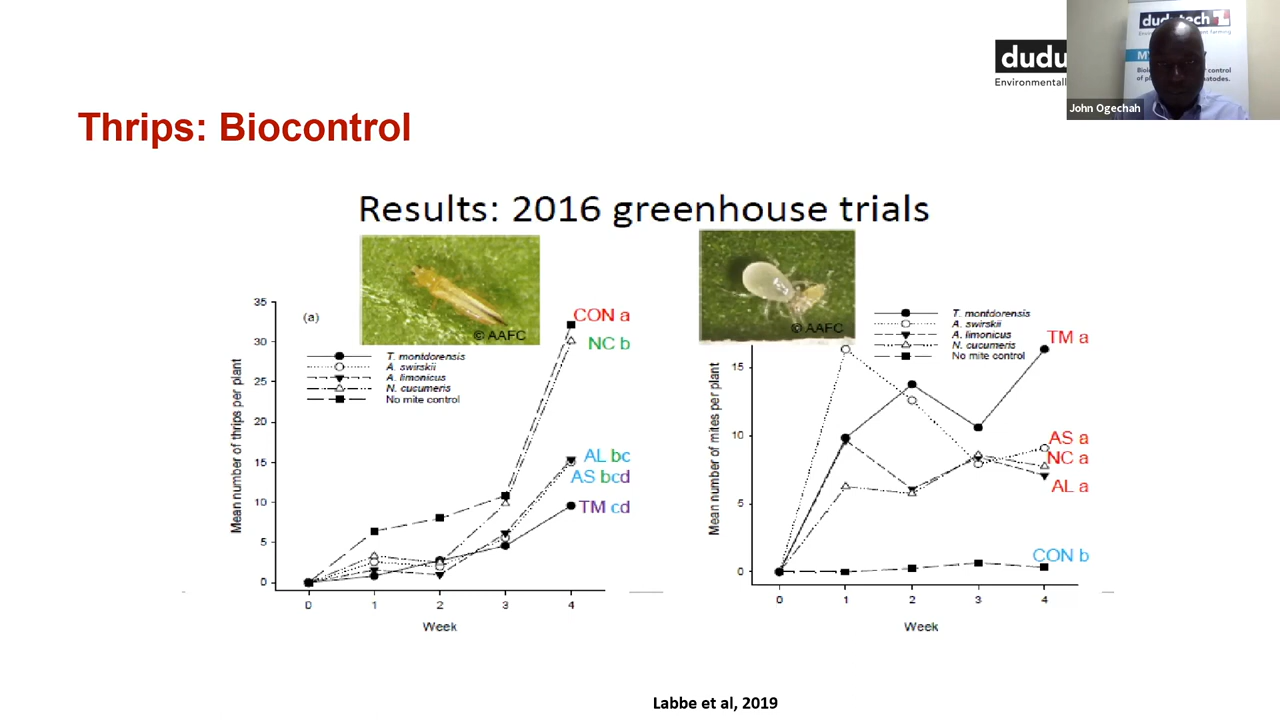 dudu
Environmentall
dudutech
John Ogechah
Thrips: Biocontrol
Results: 2016 greenhouse trials
© AAFC
© AAFC
(a)
35
30
25
20
15
10
5
0
Mean number of thrips per plant
T. montdorensis
A. swirskii
A. limonicus
N. cucumeris
No mite control
CON a
NC b
AL bc
AS bcd
TM cd
0 1 2 3 4
Week
15
10
5
0
Mean number of mites per plant
T. montdorensis
A. swirskii
A. limonicus
N. cucumeris
No mite control
TM a
AS a
NC a
AL a
CON b
0 1 2 3 4
Week
Labbe et al, 2019